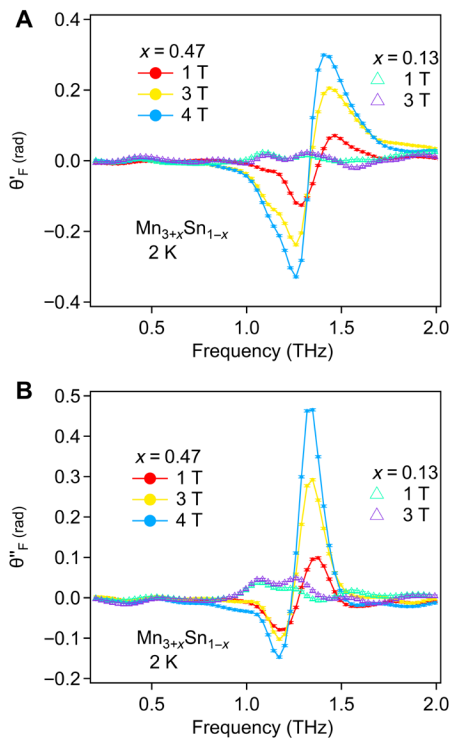 A
x = 0.47
1 T
3 T
4 T
x = 0.13
1 T
3 T
0.4
0.2
0.0
−0.2
−0.4
θ'F (rad)
Mn3+xSn1−x
2 K
0.5
1.0
1.5
2.0
Frequency (THz)
B
x = 0.47
1 T
3 T
4 T
x = 0.13
1 T
3 T
0.5
0.4
0.3
0.2
0.1
0.0
−0.1
−0.2
θ''F (rad)
Mn3+xSn1−x
2 K
0.5
1.0
1.5
2.0
Frequency (THz)